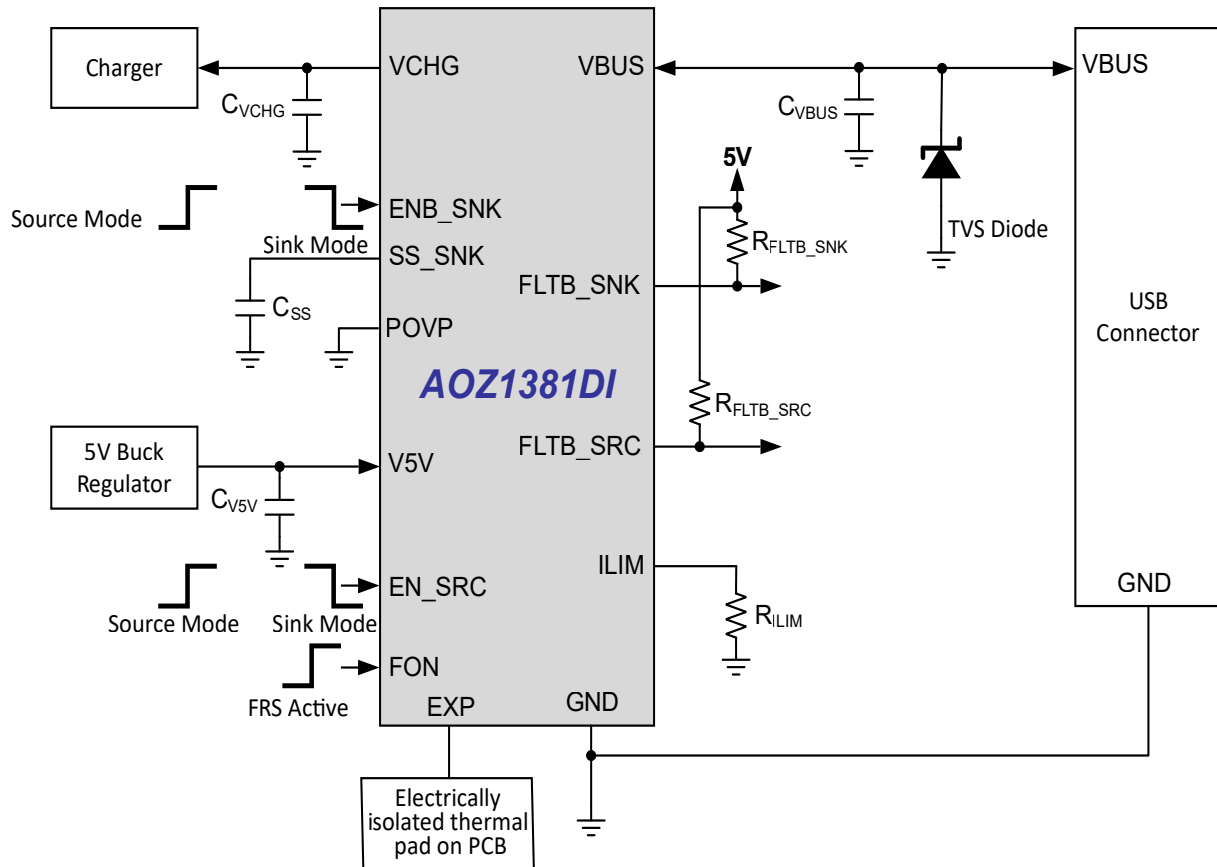 Charger
VCHG
VBUS
VBUS
CVCHG
CVBUS
5V
Source Mode
ENB_SNK
Sink Mode
RFLTB_SNK
TVS Diode
SS_SNK
FLTB_SNK
CSS
USB
Connector
POVP
AOZ1381DI
RFLTB_SRC
5V Buck
Regulator
V5V
FLTB_SRC
CV5V
ILIM
EN_SRC
GND
Source Mode
Sink Mode
RILIM
FON
FRS Active
EXP
GND
Electrically
isolated thermal
pad on PCB